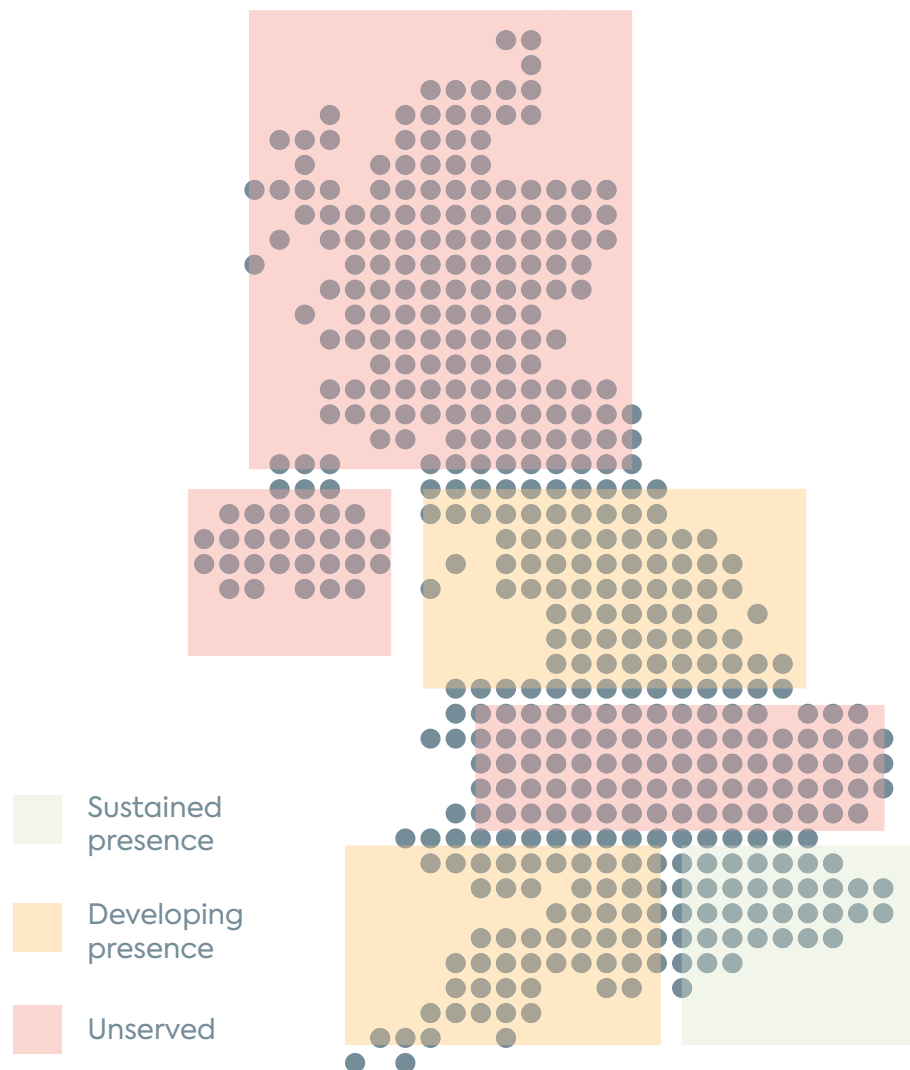 Sustained
presence
Developing
presence
Unserved